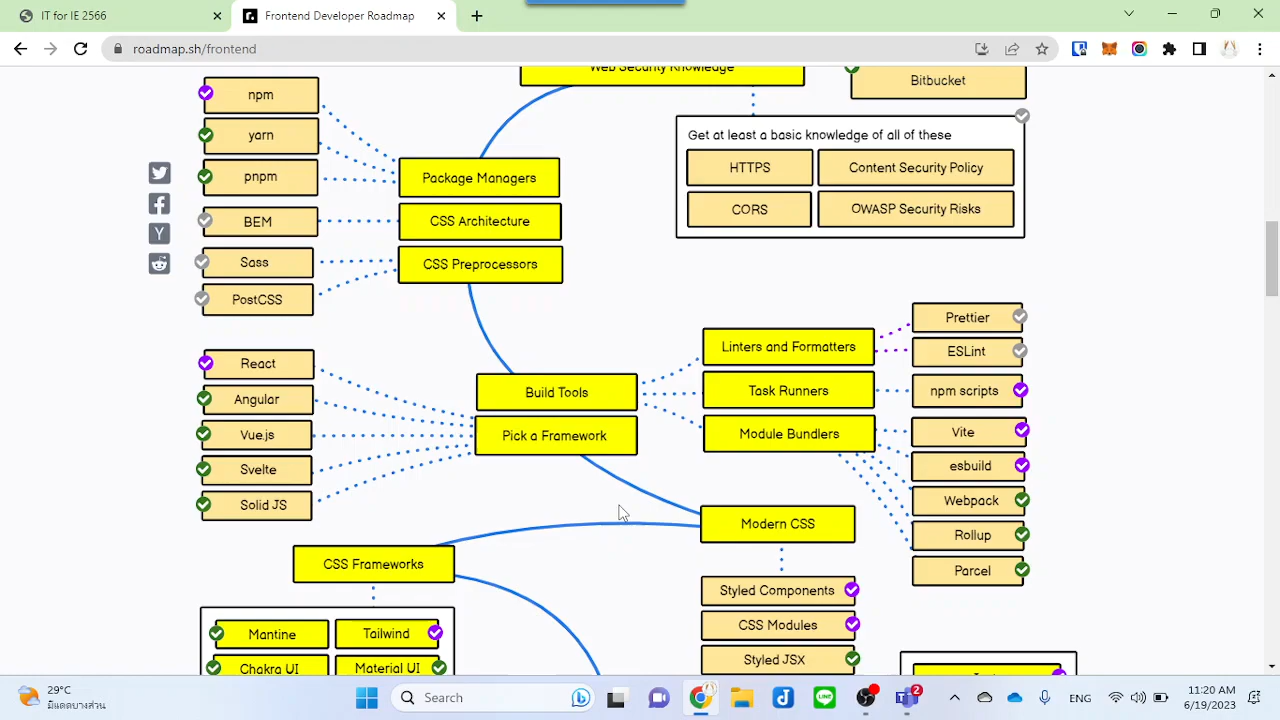 IT for IE 2566
Frontend Developer Roadmap
roadmap.sh/frontend
Web Security Knowledge
Bitbucket
npm
yarn
pnpm
BEM
Sass
PostCSS
Package Managers
CSS Architecture
CSS Preprocessors
Get at least a basic knowledge of all of these
HTTPS
Content Security Policy
CORS
OWASP Security Risks
React
Angular
Vue.js
Svelte
Solid JS
Build Tools
Pick a Framework
Linters and Formatters
Task Runners
Module Bundlers
Prettier
ESLint
npm scripts
Vite
esbuild
Webpack
Rollup
Parcel
Modern CSS
Styled Components
CSS Modules
Styled JSX
CSS Frameworks
Mantine
Tailwind
Chakra UI
Material UI
29°C
มีแดดบางส่วน
Search
ENG
11:20 AM
6/19/2023
2